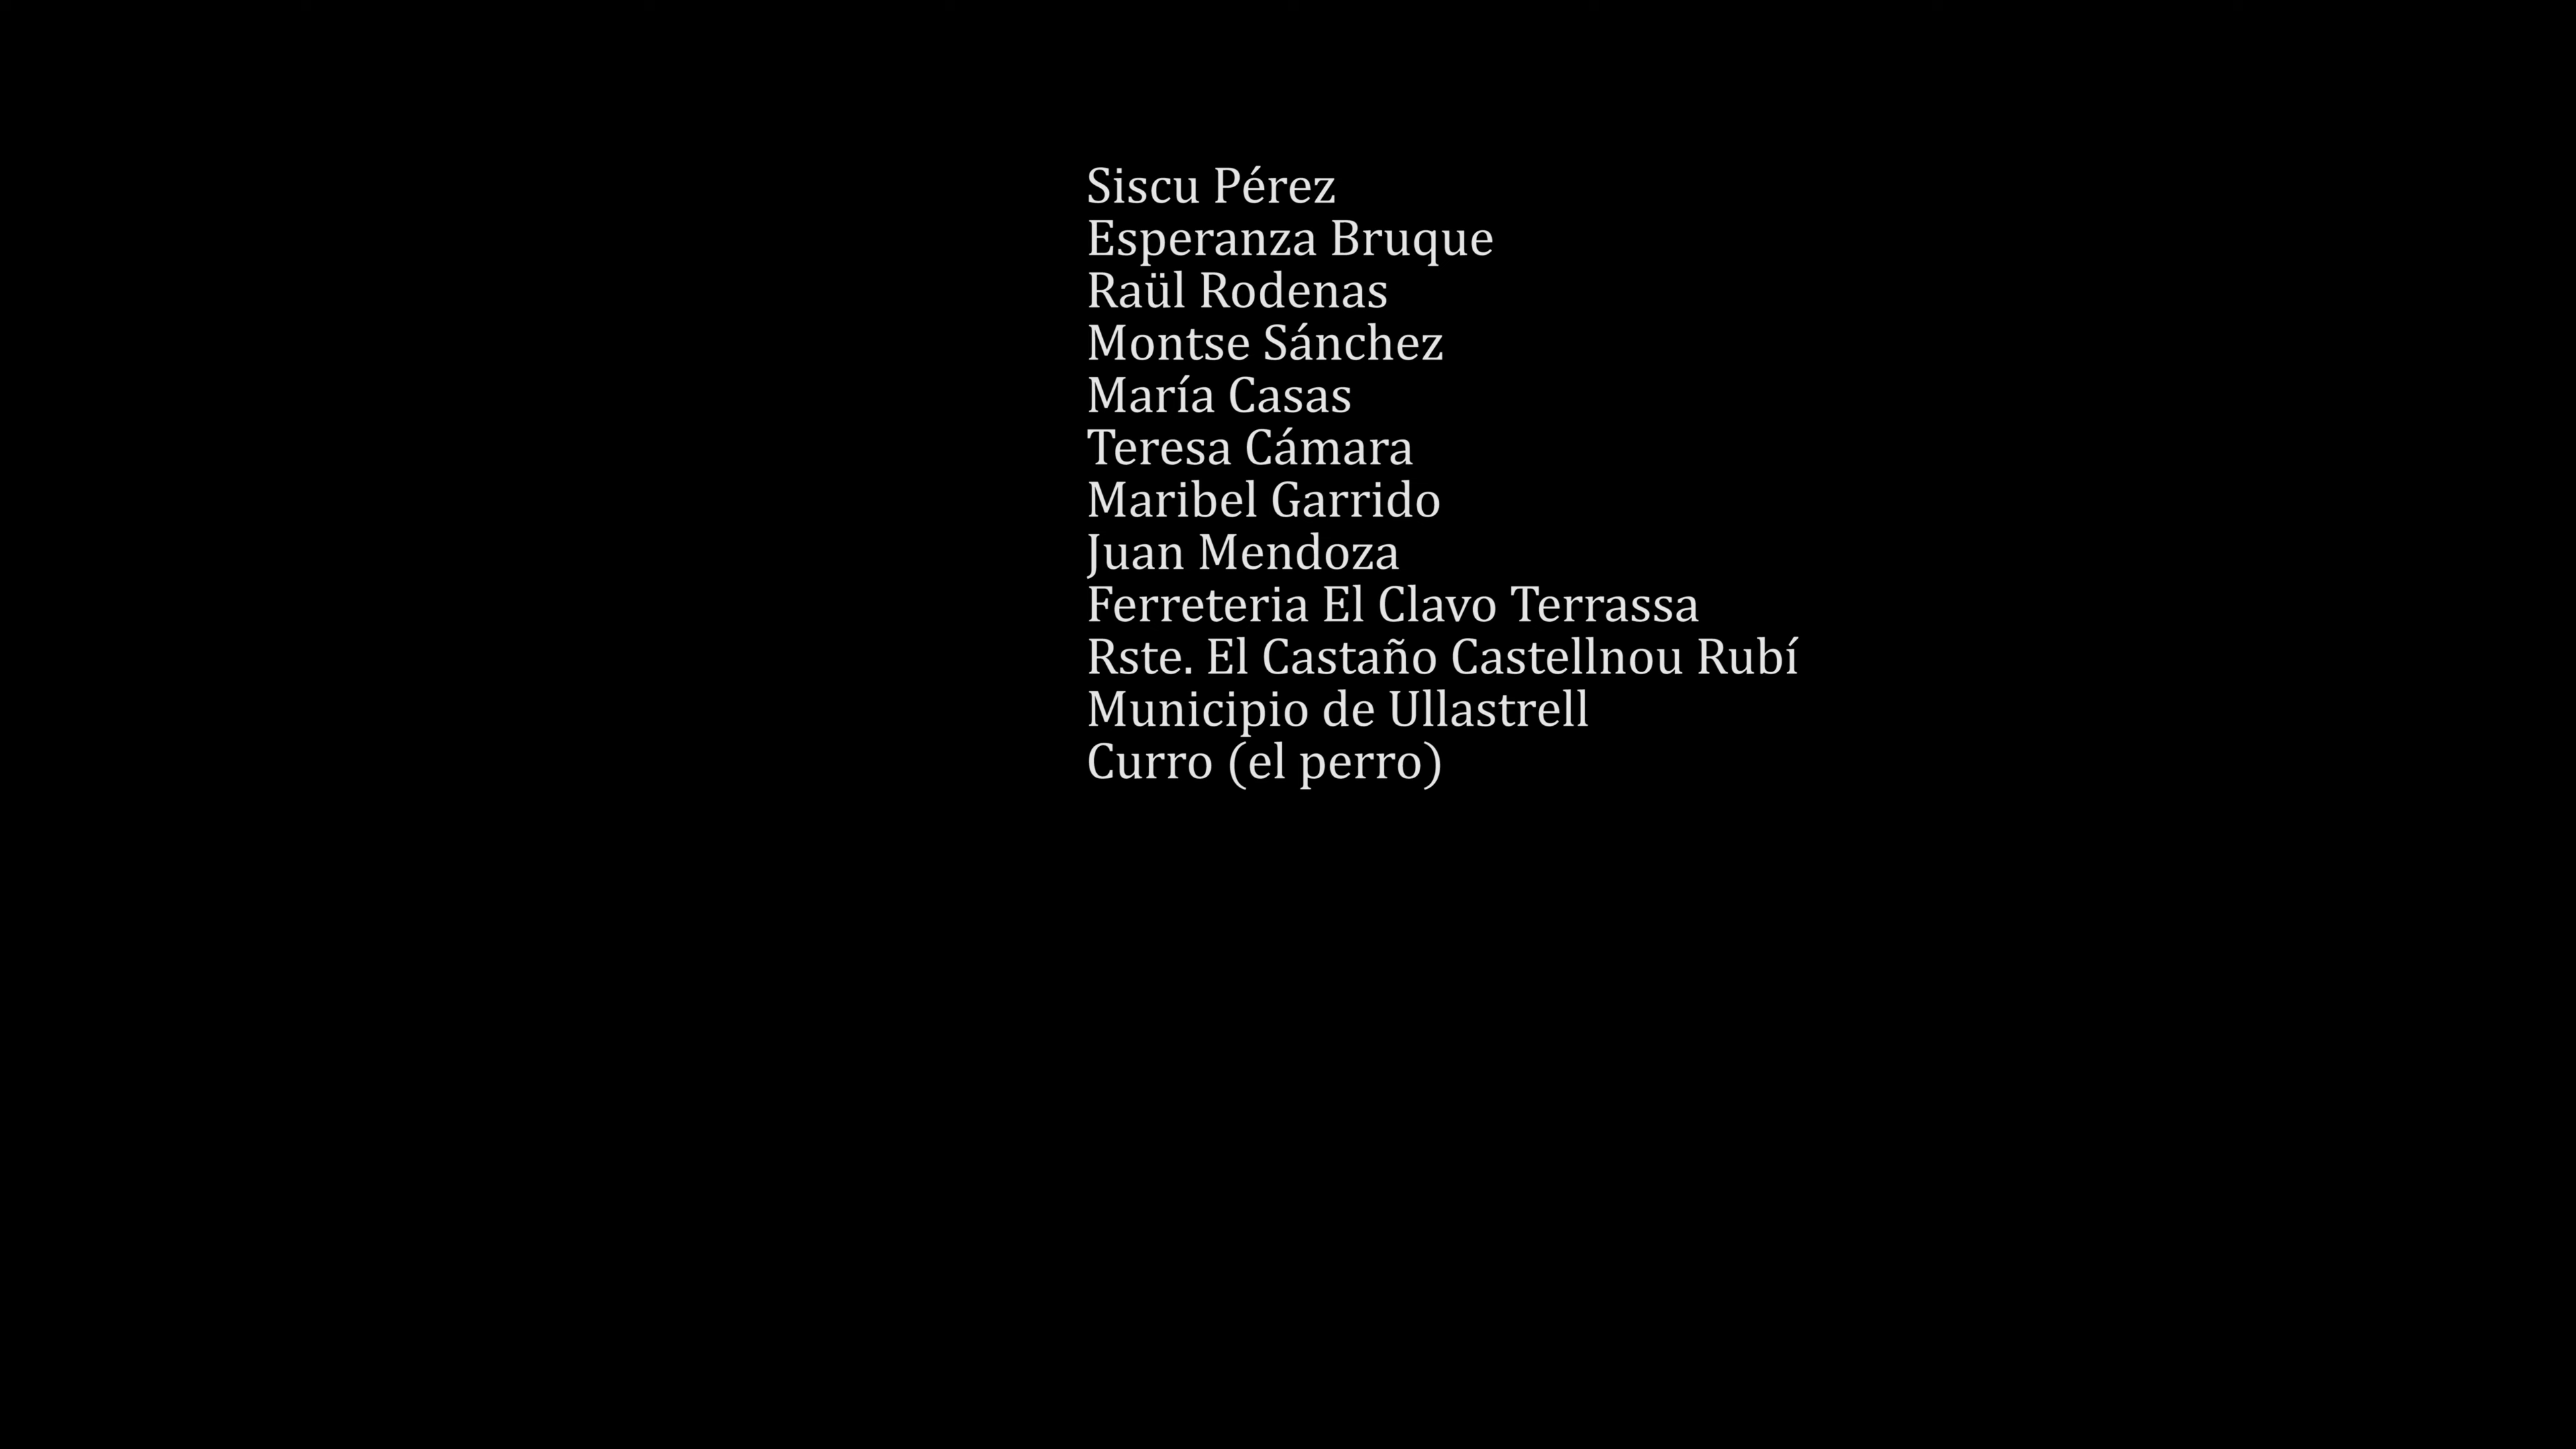 Siscu Pérez
Esperanza Bruque
Raül Rodenas
Montse Sánchez
María Casas
Teresa Cámara
Maribel Garrido
Juan Mendoza
Ferreteria El Clavo Terrassa
Rste. El Castaño Castellnou Rubí
Municipio de Ullastrell
Curro (el perro)